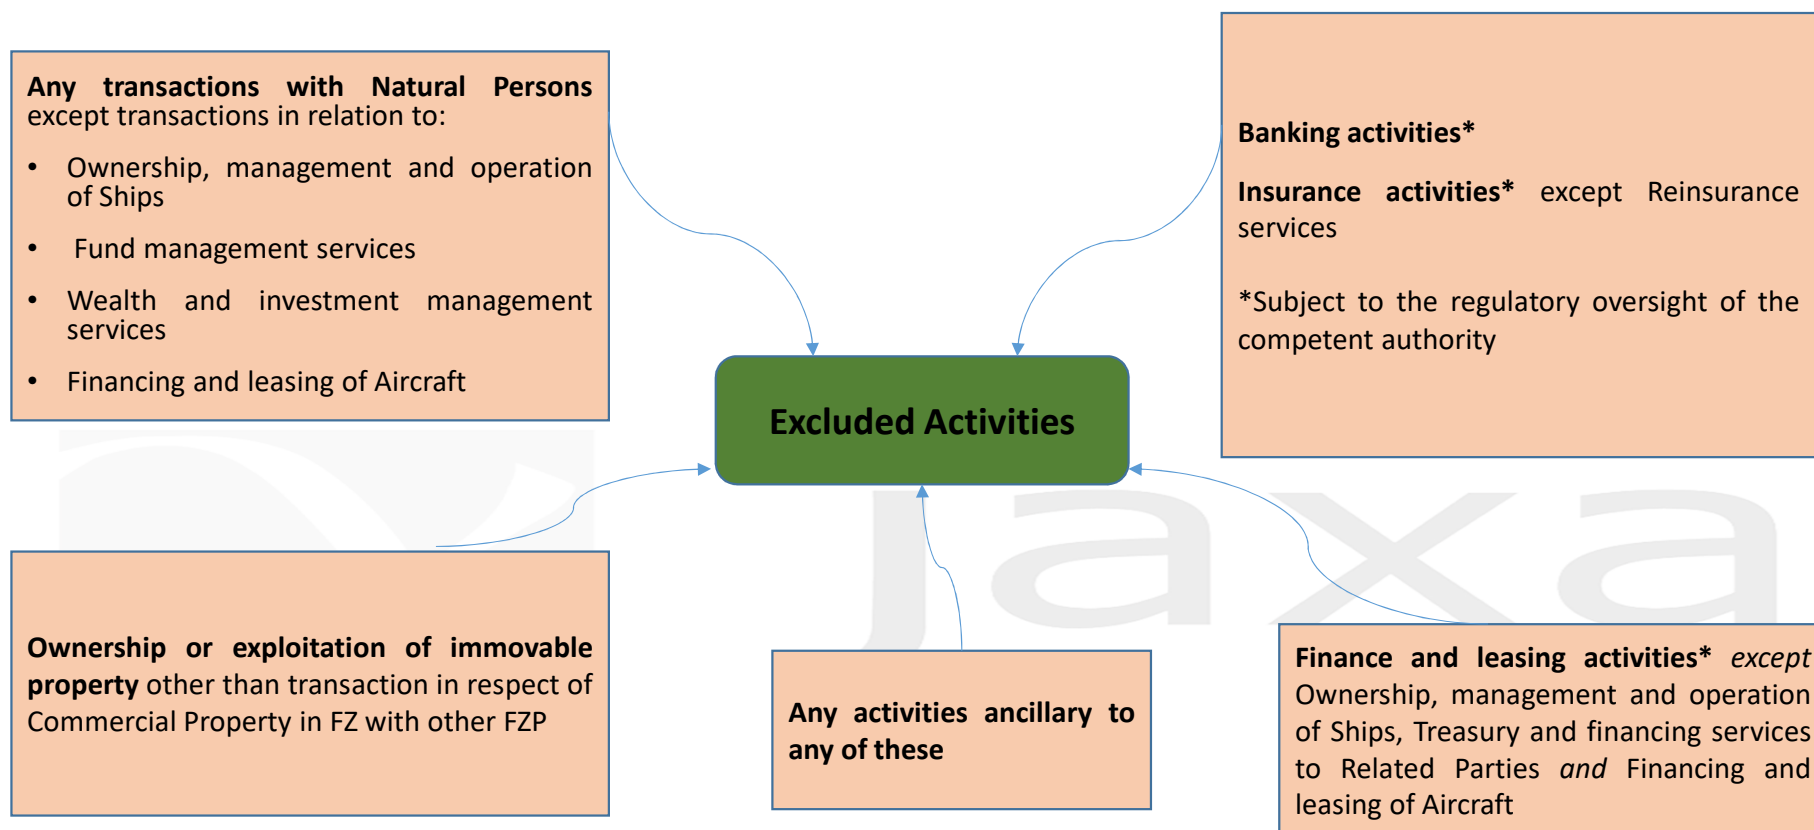 Any transactions with Natural Persons
except transactions in relation to:
• Ownership, management and operation
of Ships
• Fund management services
• Wealth and investment management
services
• Financing and leasing of Aircraft
Banking activities*
Insurance activities* except Reinsurance
services
*Subject to the regulatory oversight of the
competent authority
Excluded Activities
Ownership or exploitation of immovable
property other than transaction in respect of
Commercial Property in FZ with other FZP
Any activities ancillary to
any of these
Finance and leasing activities* except
Ownership, management and operation
of Ships, Treasury and financing services
to Related Parties and Financing and
leasing of Aircraft
jaxa